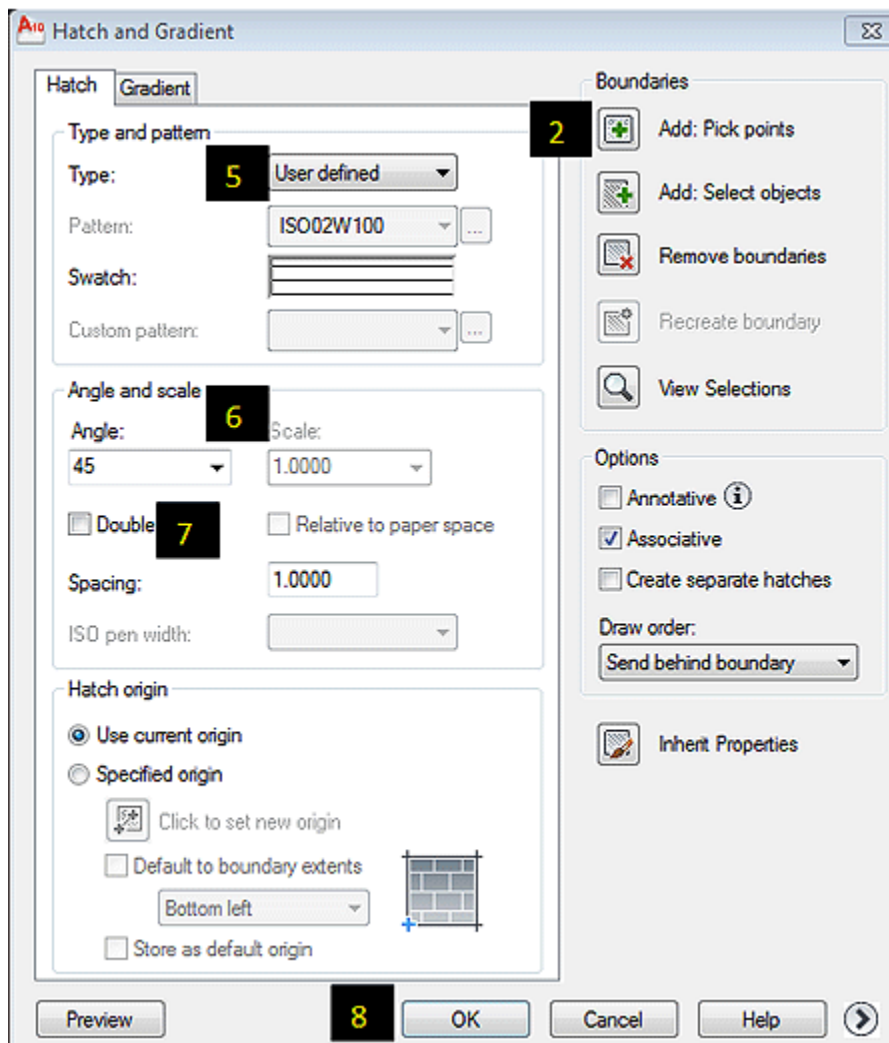 A10 Hatch and Gradient
Hatch Gradient
Type and pattern
Type: 5 User defined
Pattern: ISO02W100 ...
Swatch:
Custom pattern: ...
Angle and scale
6
Angle: Scale:
45 1.0000
Double 7 Relative to paper space
Spacing: 1.0000
ISO pen width:
Hatch origin
Use current origin
Specified origin
Click to set new origin
Default to boundary extents
Bottom left
Store as default origin
Boundaries
2 Add: Pick points
Add: Select objects
Remove boundaries
Recreate boundary
View Selections
Options
Annotative i
Associative
Create separate hatches
Draw order:
Send behind boundary
Inherit Properties
Preview 8 OK Cancel Help